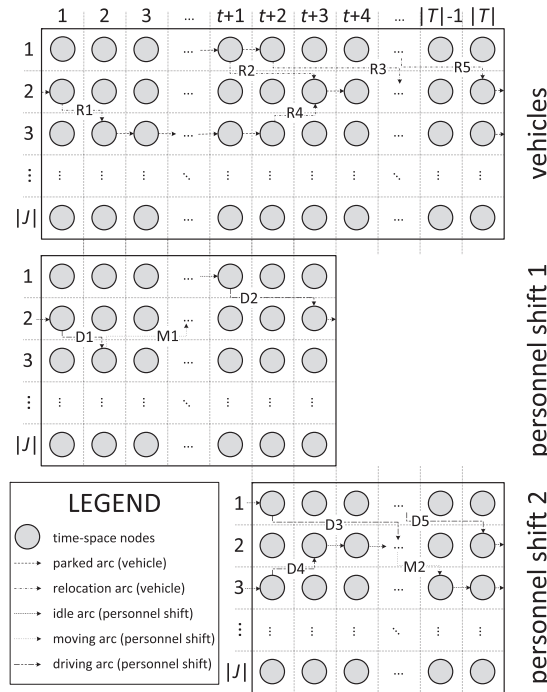 1 2 3 ... t+1 t+2 t+3 t+4 ... |T|-1 |T|
1 ... ...
R2 R3 R5
2
R1 R4
3 ... ...
⋮ ⋮ ⋮ ⋮ ⋱ ⋮ ⋮ ⋮ ⋮ ⋱ ⋮ ⋮
|J| ... ...
vehicles
1 ...
D2
2 ...
D1 M1
3
⋮ ⋮ ⋮ ⋮ ⋱ ⋮ ⋮ ⋮
|J| ...
personnel shift 1
1 ...
D3 D5
2 ...
D4 M2
3 ...
⋮ ⋮ ⋮ ⋮ ⋱ ⋮ ⋮
|J| ...
personnel shift 2
LEGEND
time-space nodes
parked arc (vehicle)
relocation arc (vehicle)
idle arc (personnel shift)
moving arc (personnel shift)
driving arc (personnel shift)